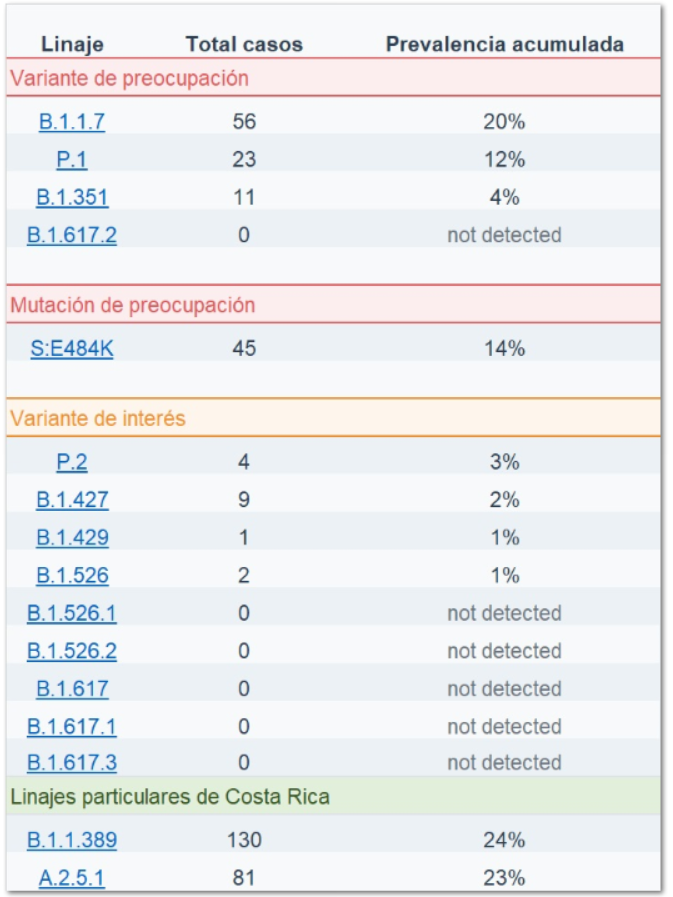 Linaje Total casos Prevalencia acumulada
Variante de preocupación
B.1.1.7 56 20%
P.1 23 12%
B.1.351 11 4%
B.1.617.2 0 not detected
Mutación de preocupación
S:E484K 45 14%
Variante de interés
P.2 4 3%
B.1.427 9 2%
B.1.429 1 1%
B.1.526 2 1%
B.1.526.1 0 not detected
B.1.526.2 0 not detected
B.1.617 0 not detected
B.1.617.1 0 not detected
B.1.617.3 0 not detected
Linajes particulares de Costa Rica
B.1.1.389 130 24%
A.2.5.1 81 23%